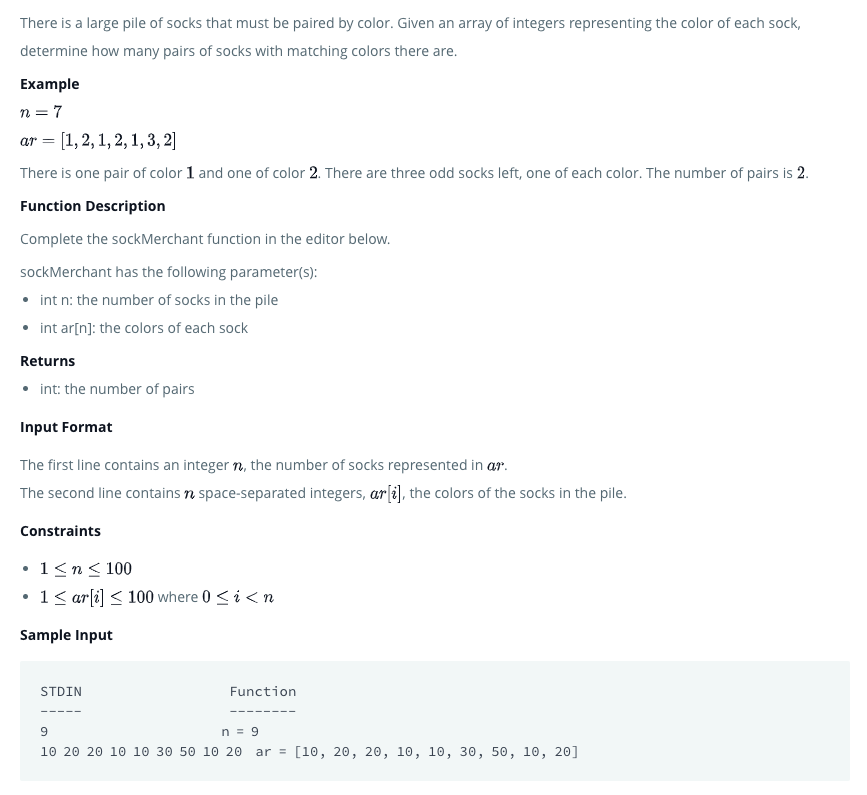 There is a large pile of socks that must be paired by color. Given an array of integers representing the color of each sock,
determine how many pairs of socks with matching colors there are.
Example
n = 7
ar = [1, 2, 1, 2, 1, 3, 2]
There is one pair of color 1 and one of color 2. There are three odd socks left, one of each color. The number of pairs is 2.
Function Description
Complete the sockMerchant function in the editor below.
sockMerchant has the following parameter(s):
• int n: the number of socks in the pile
• int ar[n]: the colors of each sock
Returns
• int: the number of pairs
Input Format
The first line contains an integer n, the number of socks represented in ar.
The second line contains n space-separated integers, ar[i], the colors of the socks in the pile.
Constraints
• 1 ≤ n ≤ 100
• 1 ≤ ar[i] ≤ 100 where 0 ≤ i < n
Sample Input
STDIN                  Function
-----                  --------
9                      n = 9
10 20 20 10 10 30 50 10 20  ar = [10, 20, 20, 10, 10, 30, 50, 10, 20]